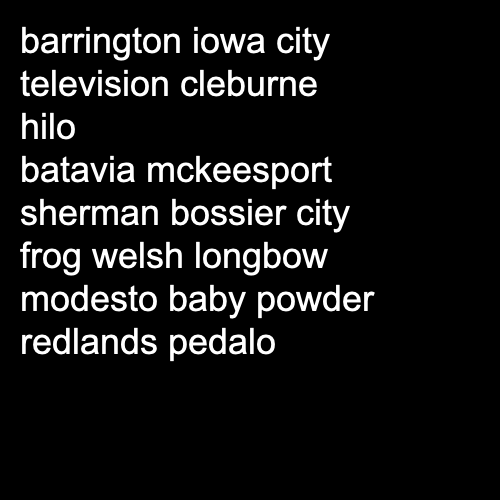 barrington iowa city
television cleburne
hilo
batavia mckeesport
sherman bossier city
frog welsh longbow
modesto baby powder
redlands pedalo